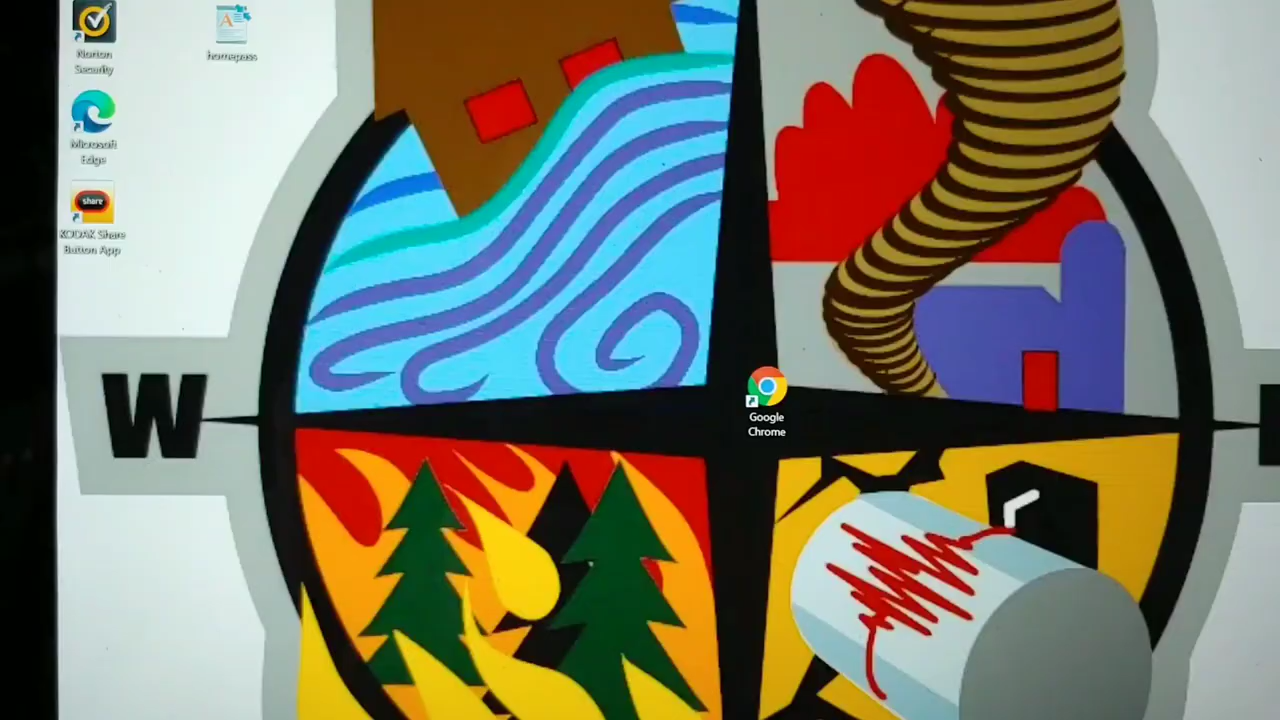 Norton
Security
homepass
Microsoft
Edge
share
KODAK Share
Button App
W
Google
Chrome